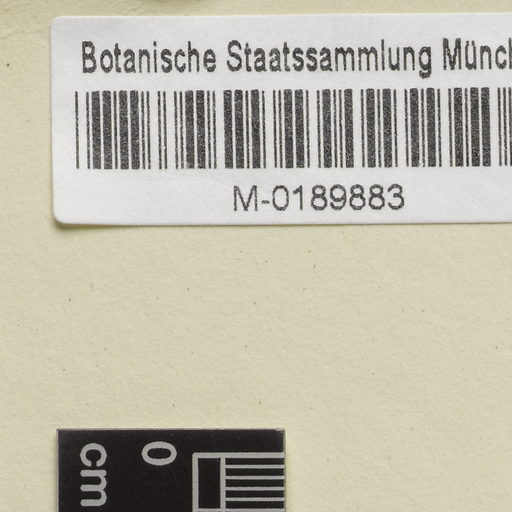 Botanische Staatssammlung Münch
M-0189883
cm 0